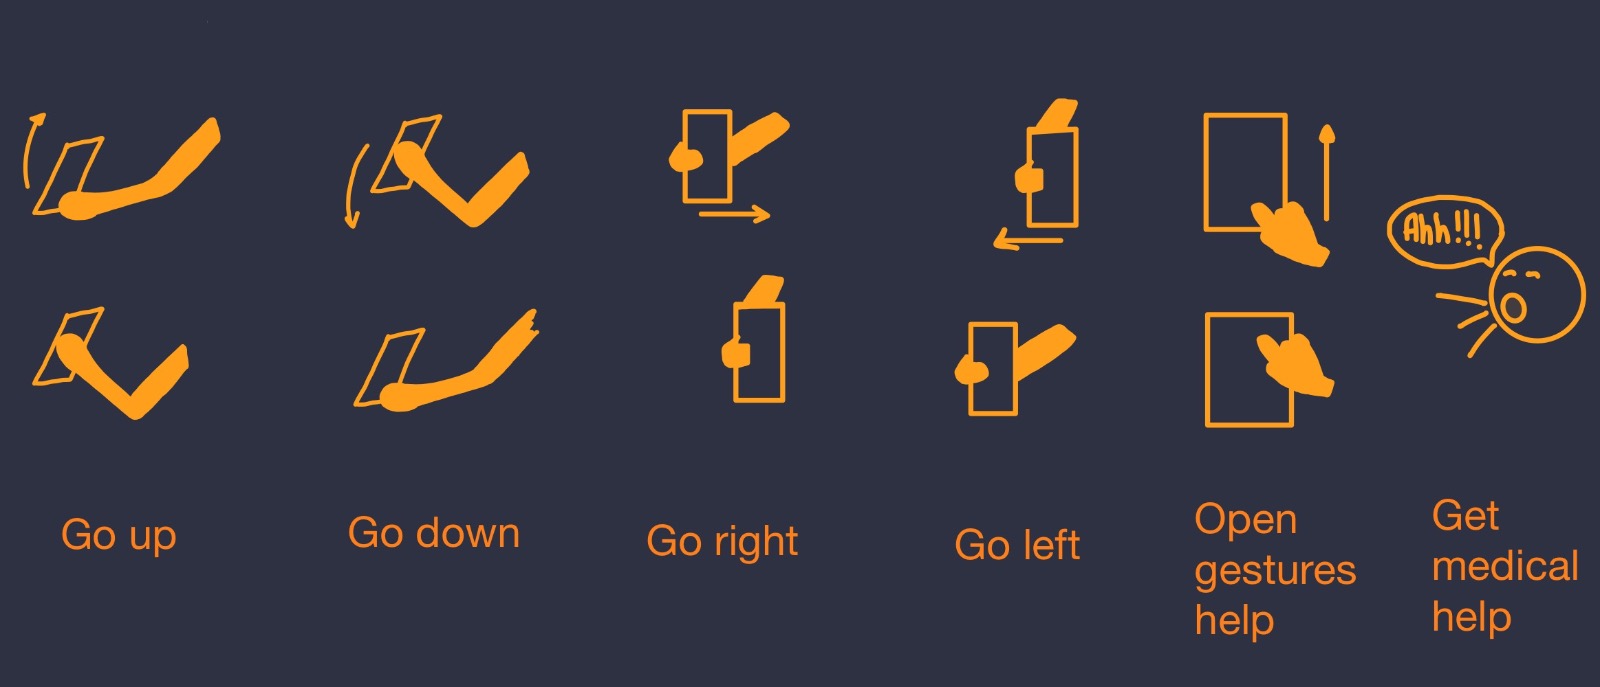 Ahh!!!
Go up
Go down
Go right
Go left
Open
gestures
help
Get
medical
help